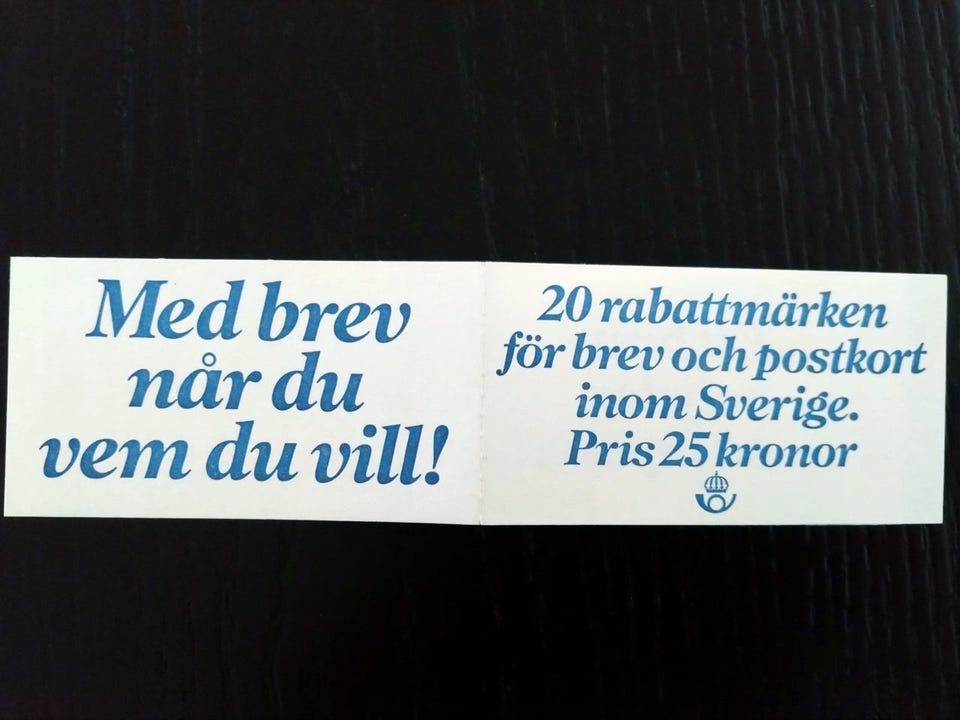 Med brev
når du
vem du vill!
20 rabattmärken
för brev och postkort
inom Sverige.
Pris 25 kronor